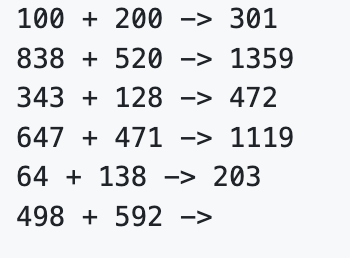 100 + 200 -> 301
838 + 520 -> 1359
343 + 128 -> 472
647 + 471 -> 1119
64 + 138 -> 203
498 + 592 ->